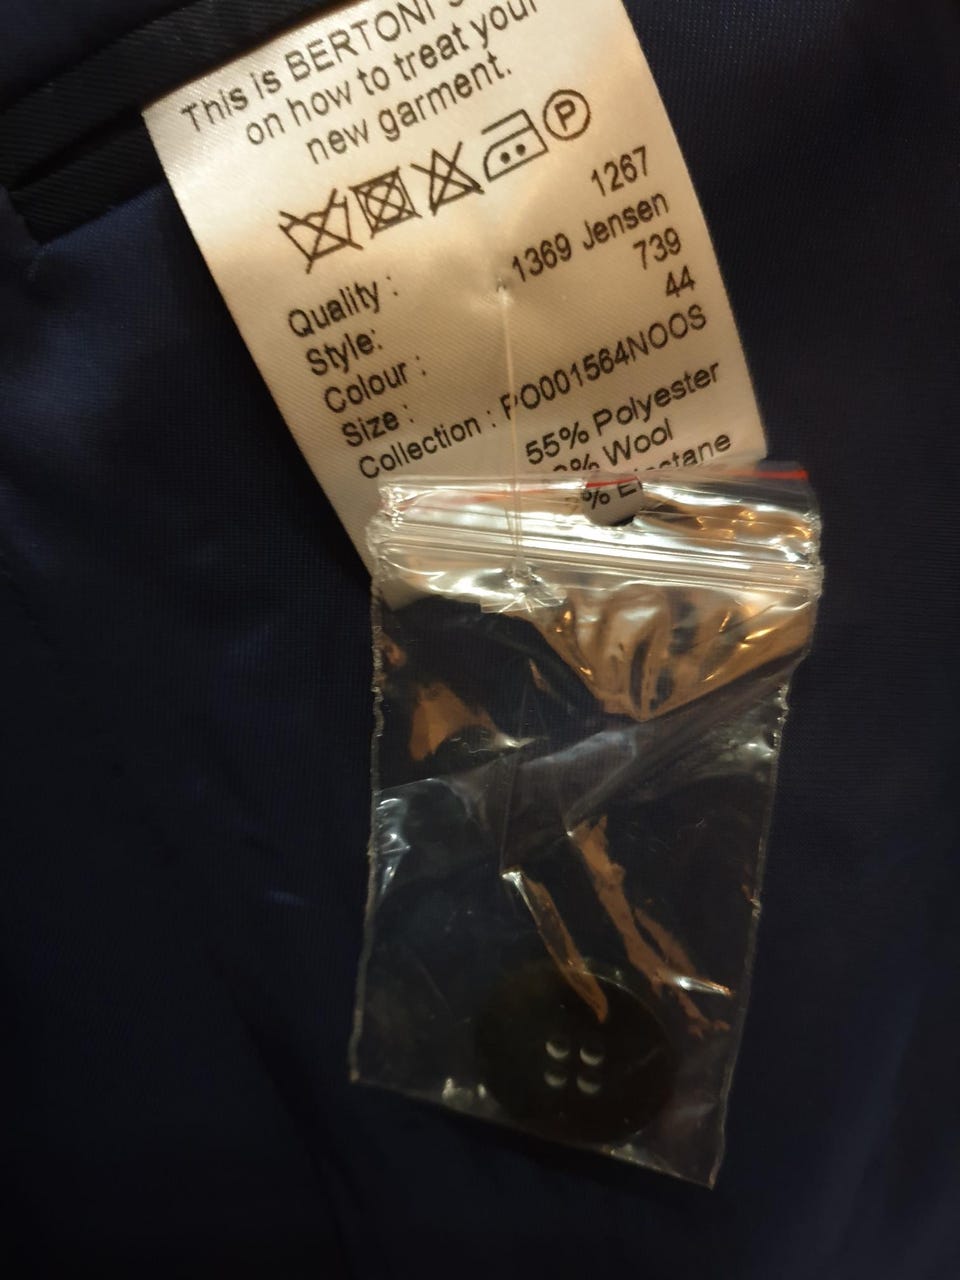 This is BERTONI
on how to treat your
new garment.
P
Quality : 1267
Style: 1369 Jensen
Colour : 739
Size : 44
Collection : PO001564NOOS
55% Polyester
% Wool
%